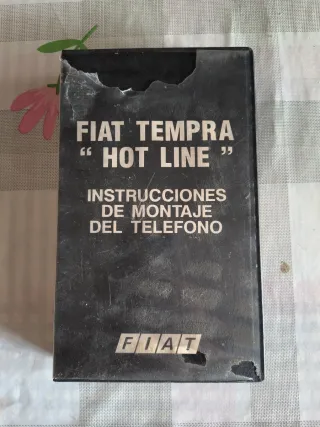 FIAT TEMPRA
“ HOT LINE ”
INSTRUCCIONES
DE MONTAJE
DEL TELEFONO
FIAT